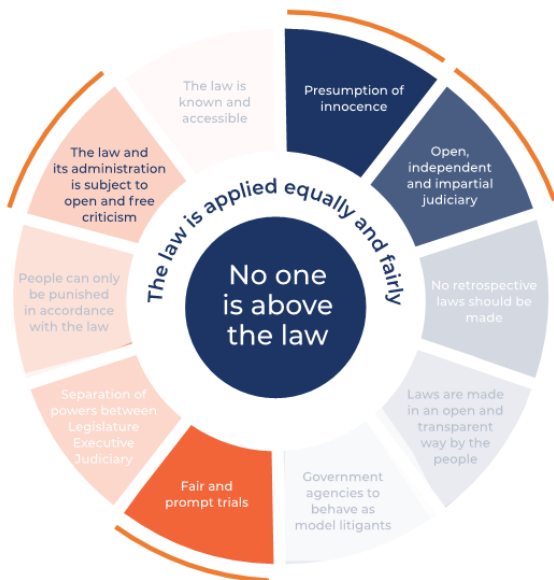 Presumption of
innocence
Open,
independent
and impartial
judiciary
No retrospective
laws should be
made
Laws are made
in an open and
transparent
way by the
people
Government
agencies to
behave as
model litigants
Fair and
prompt trials
Separation of
powers between
Legislature
Executive
Judiciary
People can only
be punished
in accordance
with the law
The law and
its administration
is subject to
open and free
criticism
The law is
known and
accessible
The law is applied equally and fairly
No one
is above
the law